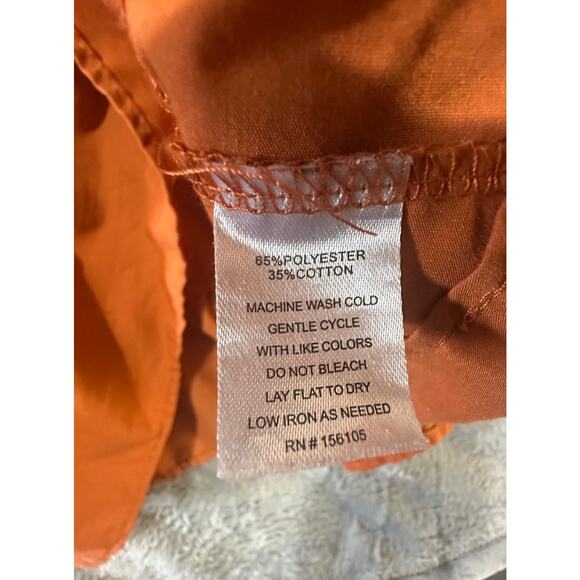 65%POLYESTER
35%COTTON
MACHINE WASH COLD
GENTLE CYCLE
WITH LIKE COLORS
DO NOT BLEACH
LAY FLAT TO DRY
LOW IRON AS NEEDED
RN # 156105